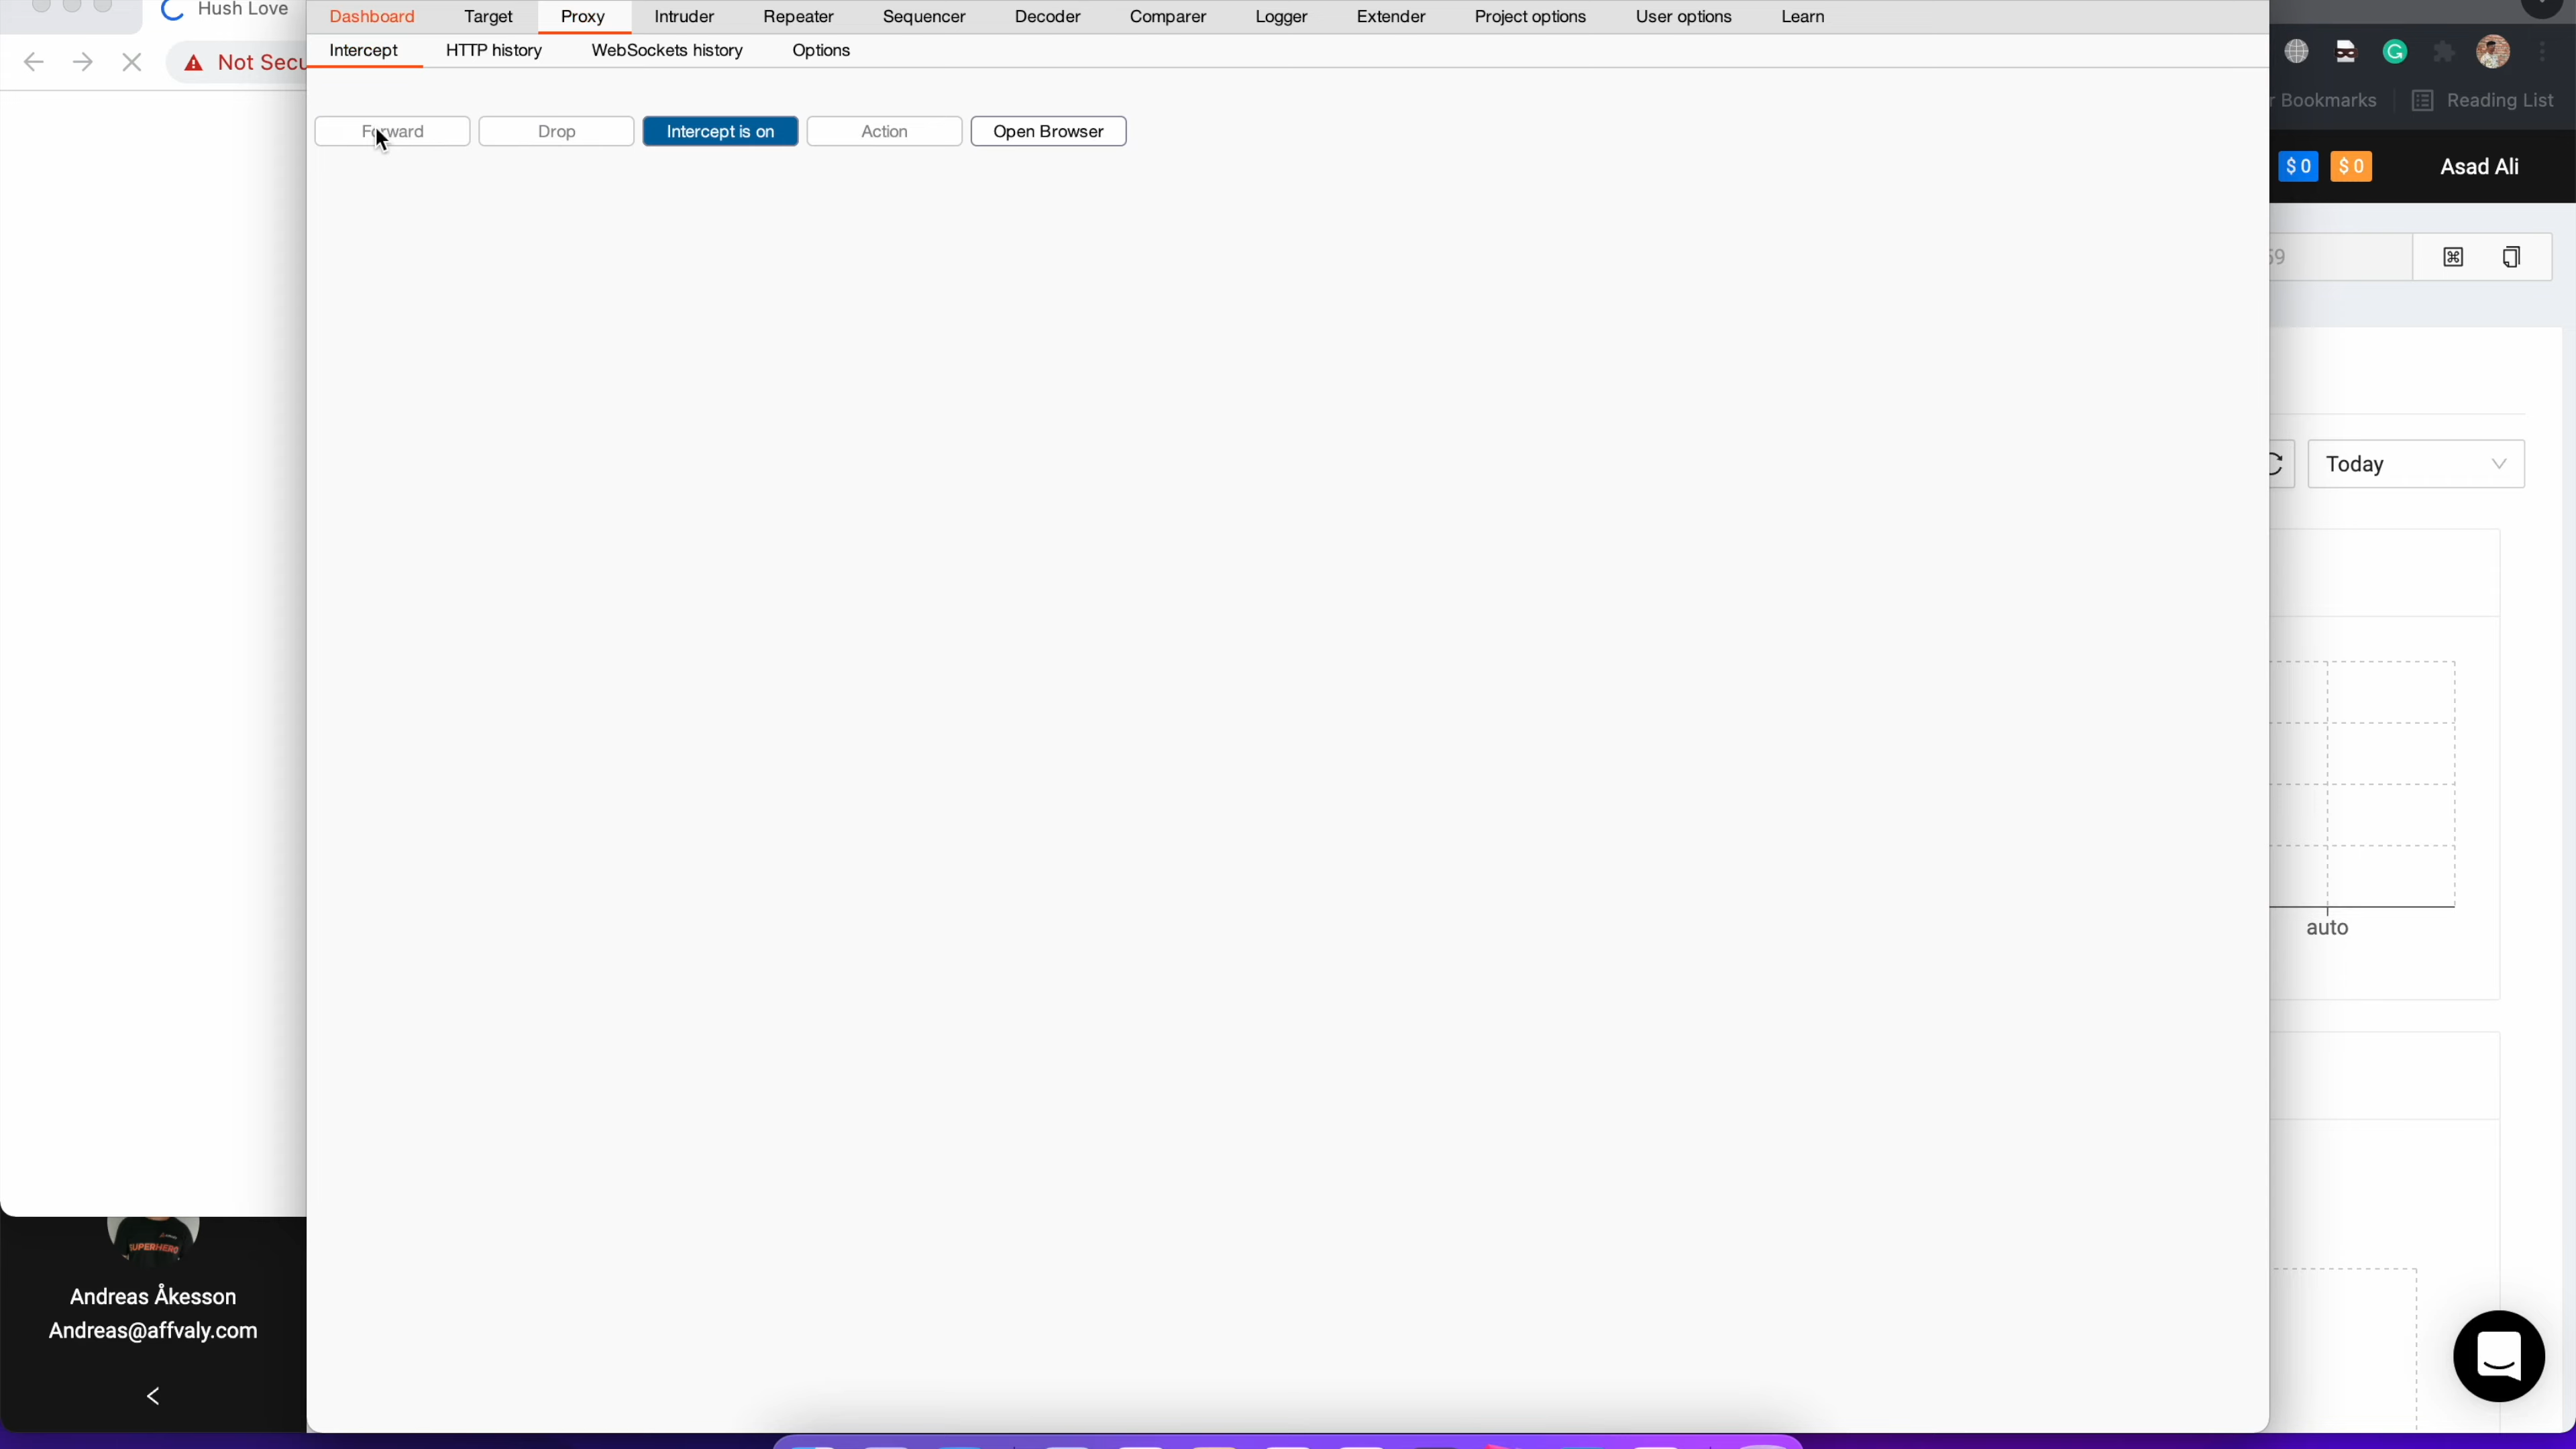 Hush Love
Dashboard Target Proxy Intruder Repeater Sequencer Decoder Comparer Logger Extender Project options User options Learn
Intercept HTTP history WebSockets history Options
Not Secu
Bookmarks Reading List
Forward Drop Intercept is on Action Open Browser
$ 0 $ 0 Asad Ali
59
Today
auto
SUPERHERO
Andreas Åkesson
Andreas@affvaly.com